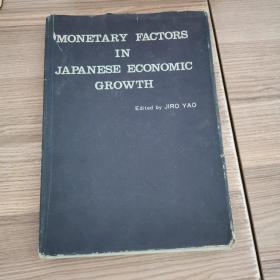 MONETARY FACTORS
IN
JAPANESE ECONOMIC
GROWTH
Edited by JIRO YAO